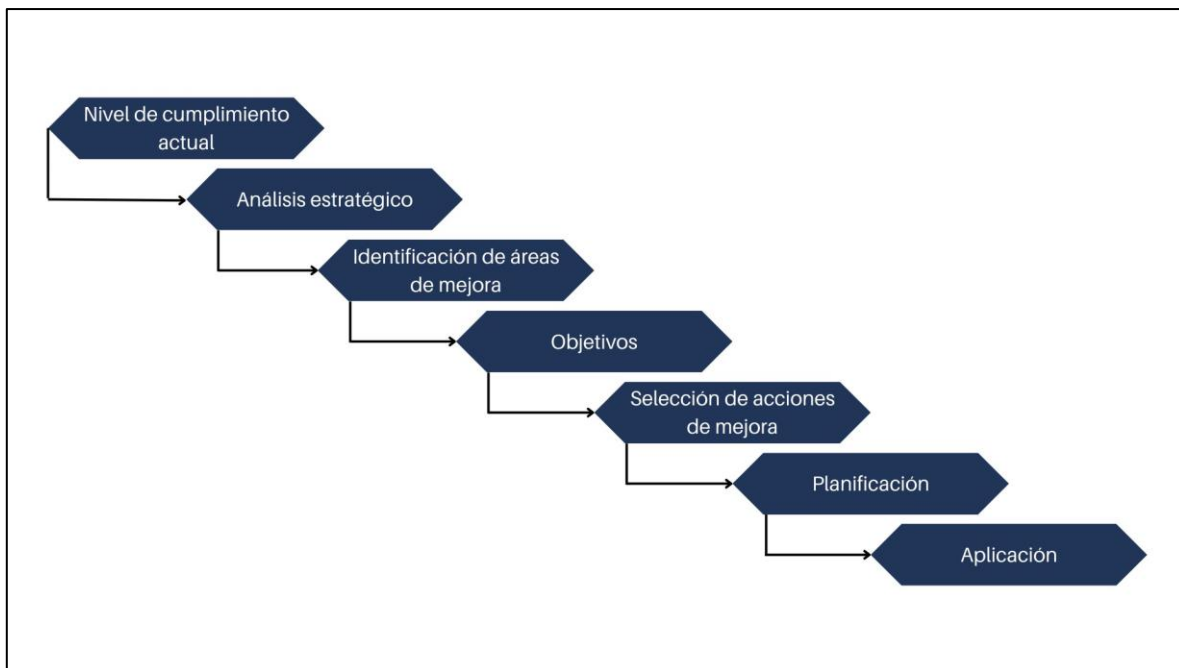 Nivel de cumplimiento
actual
Análisis estratégico
Identificación de áreas
de mejora
Objetivos
Selección de acciones
de mejora
Planificación
Aplicación